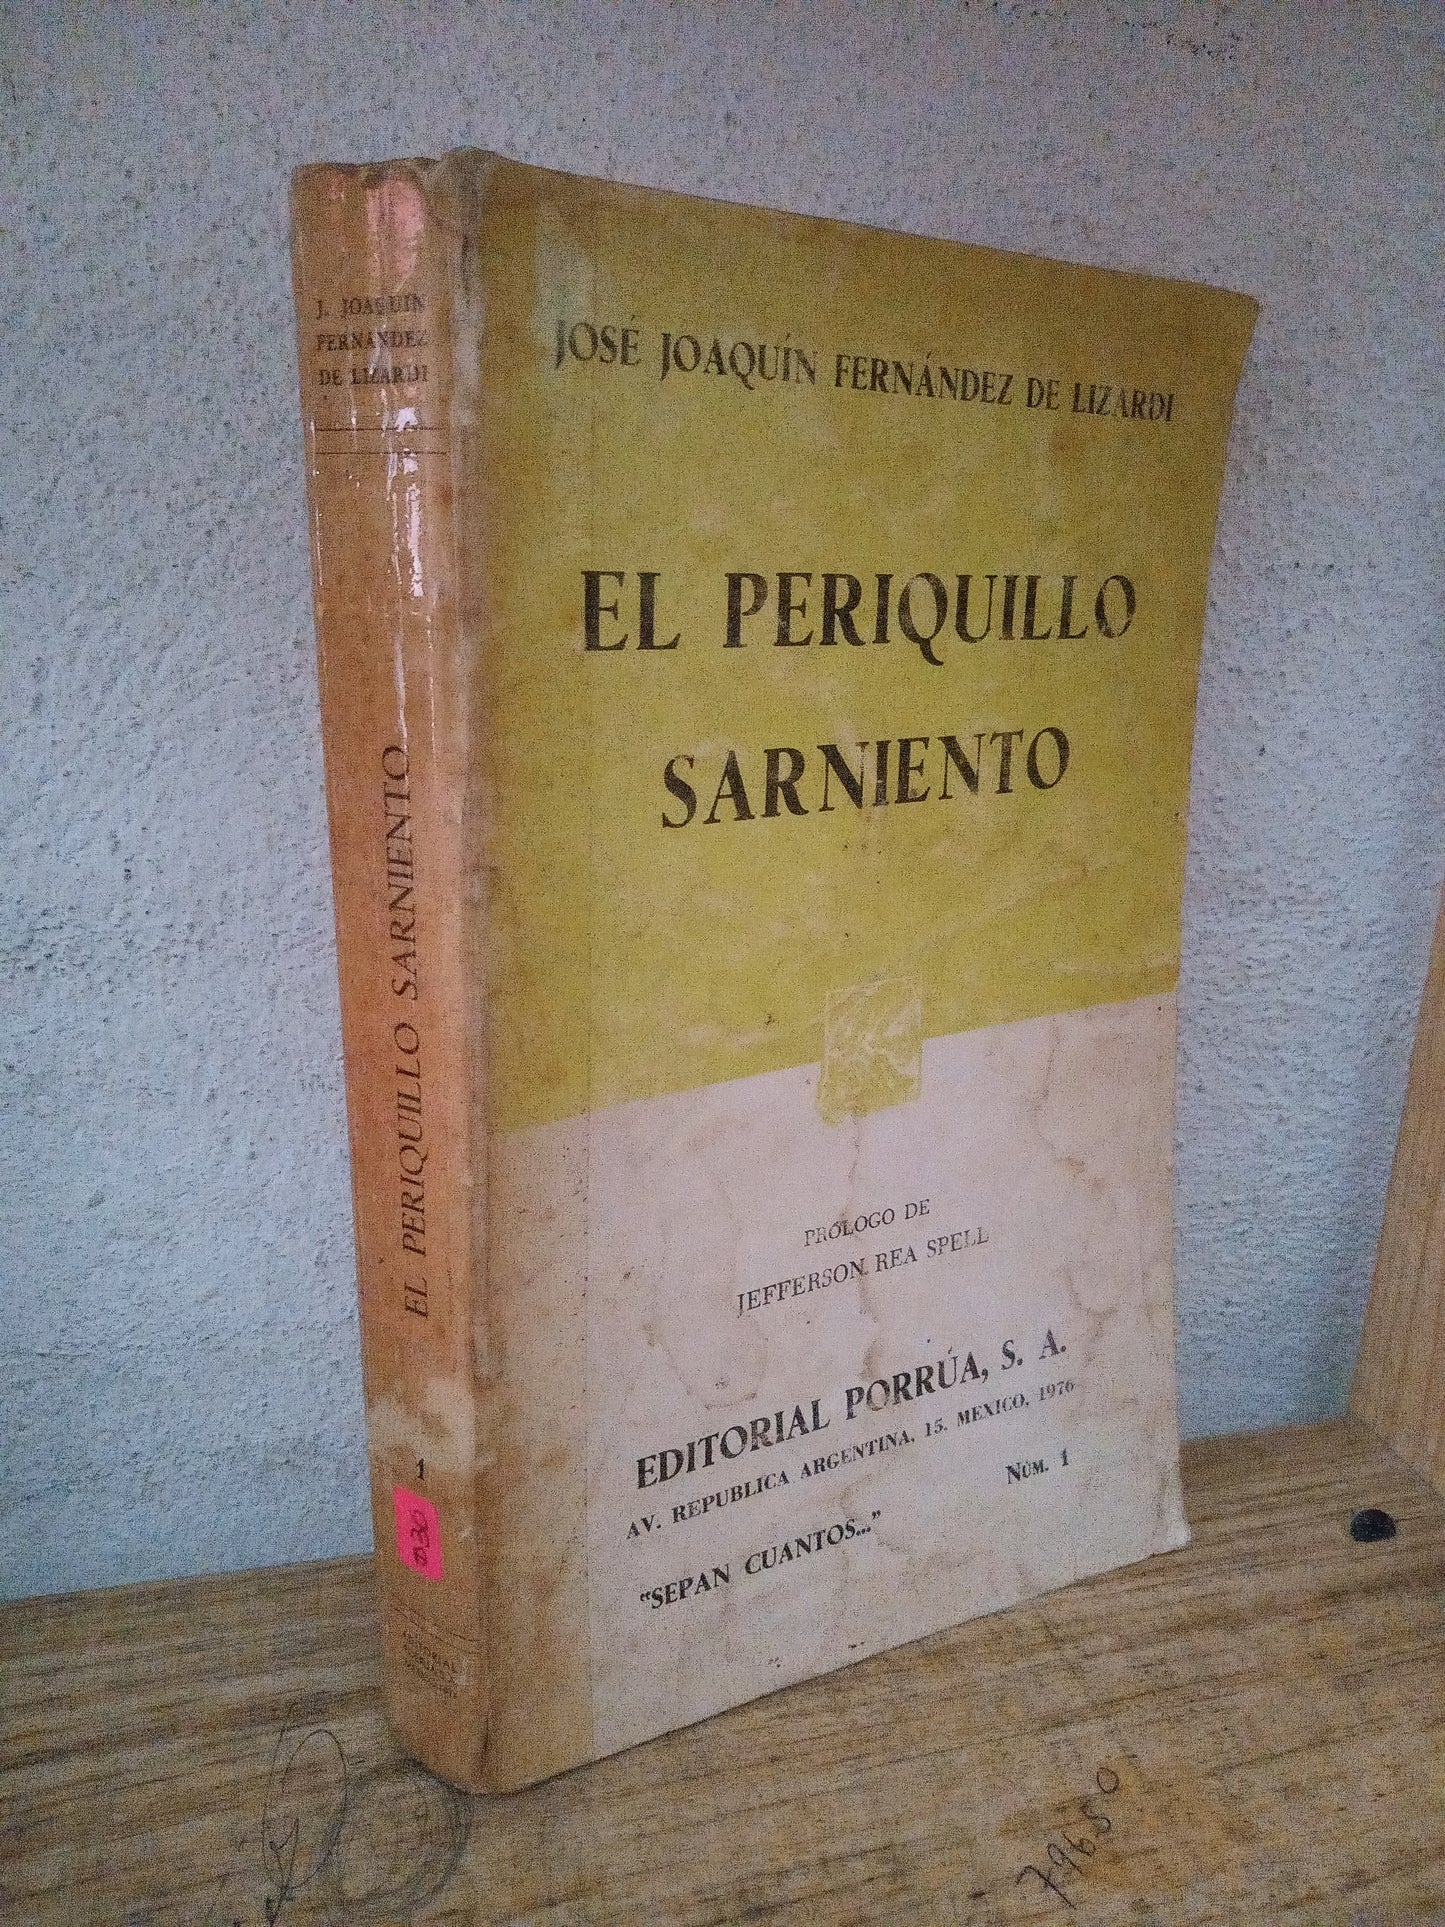 J. JOAQUIN
FERNANDEZ
DE LIZARDI
EL PERIQUILLO SARNIENTO
1
JOSÉ JOAQUÍN FERNÁNDEZ DE LIZARDI
EL PERIQUILLO
SARNIENTO
PRÓLOGO DE
JEFFERSON REA SPELL
EDITORIAL PORRÚA, S. A.
AV. REPUBLICA ARGENTINA, 15. MEXICO, 1976
"SEPAN CUANTOS..."
NÚM. 1
79650